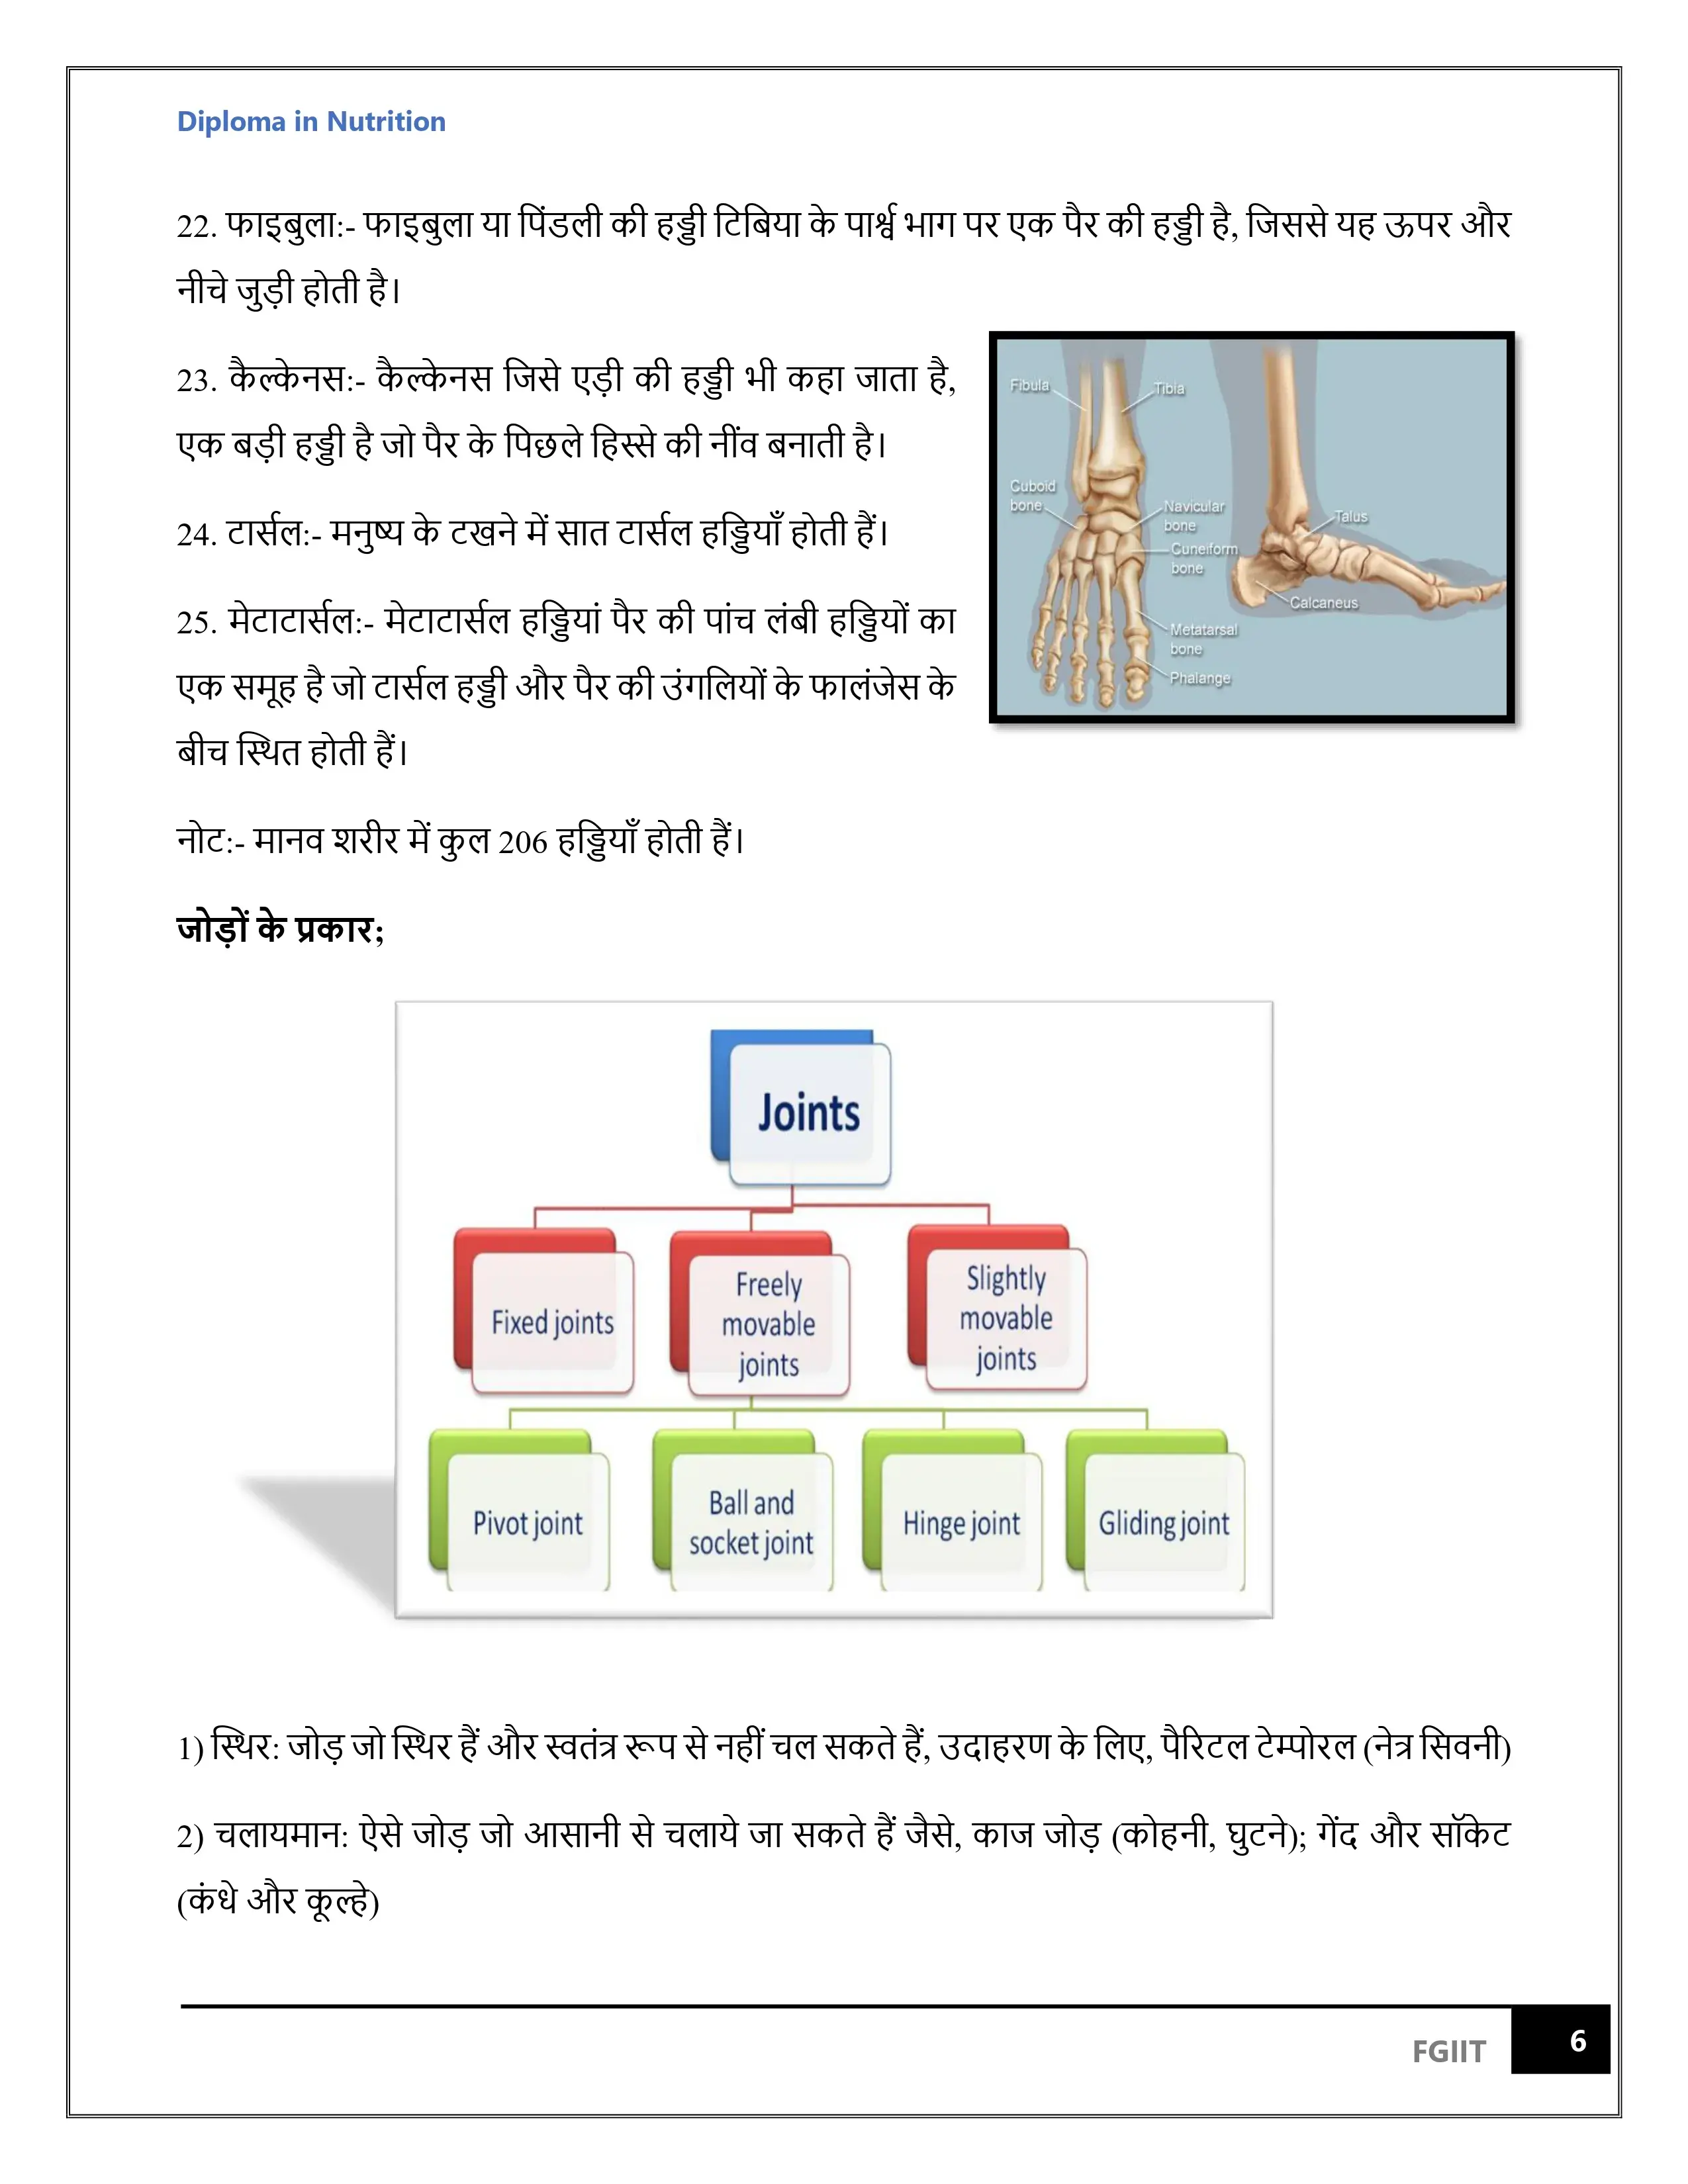 Diploma in Nutrition
22. फाइबुला:- फाइबुला या पिंडली की हड्डी टिबिया के पार्श्व भाग पर एक पैर की हड्डी है, जिससे यह ऊपर और
नीचे जुड़ी होती है।
23. कैल्केनस:- कैल्केनस जिसे एड़ी की हड्डी भी कहा जाता है,
एक बड़ी हड्डी है जो पैर के पिछले हिस्से की नींव बनाती है।
24. टार्सल:- मनुष्य के टखने में सात टार्सल हड्डियाँ होती हैं।
25. मेटाटार्सल:- मेटाटार्सल हड्डियां पैर की पांच लंबी हड्डियों का
एक समूह है जो टार्सल हड्डी और पैर की उंगलियों के फालंजेस के
बीच स्थित होती हैं।
Fibula
Tibia
Cuboid
bone
Navicular
bone
Cuneiform
bone
Metatarsal
bone
Phalange
Talus
Calcaneus
नोट:- मानव शरीर में कुल 206 हड्डियाँ होती हैं।
जोड़ों के प्रकार;
Joints
Fixed joints
Freely
movable
joints
Slightly
movable
joints
Pivot joint
Ball and
socket joint
Hinge joint
Gliding joint
1) स्थिर: जोड़ जो स्थिर हैं और स्वतंत्र रूप से नहीं चल सकते हैं, उदाहरण के लिए, पैरिटल टेम्पोरल (नेत्र सिवनी)
2) चलायमान: ऐसे जोड़ जो आसानी से चलाये जा सकते हैं जैसे, काज जोड़ (कोहनी, घुटने); गेंद और सॉकेट
(कंधे और कूल्हे)
FGIIT
6